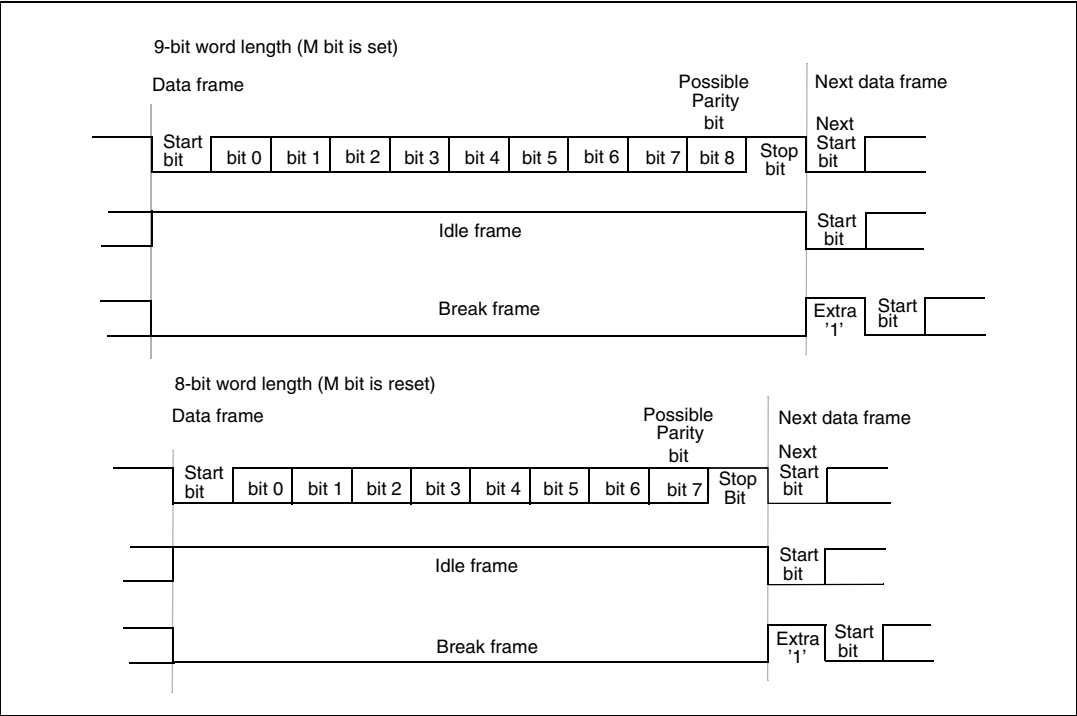 9-bit word length (M bit is set)
Data frame
Possible
Parity
bit
Next data frame
Start
bit
bit 0
bit 1
bit 2
bit 3
bit 4
bit 5
bit 6
bit 7
bit 8
Stop
bit
Next
Start
bit
Idle frame
Start
bit
Break frame
Extra
’1’
Start
bit
8-bit word length (M bit is reset)
Data frame
Possible
Parity
bit
Next data frame
Start
bit
bit 0
bit 1
bit 2
bit 3
bit 4
bit 5
bit 6
bit 7
Stop
Bit
Next
Start
bit
Idle frame
Start
bit
Break frame
Extra
’1’
Start
bit